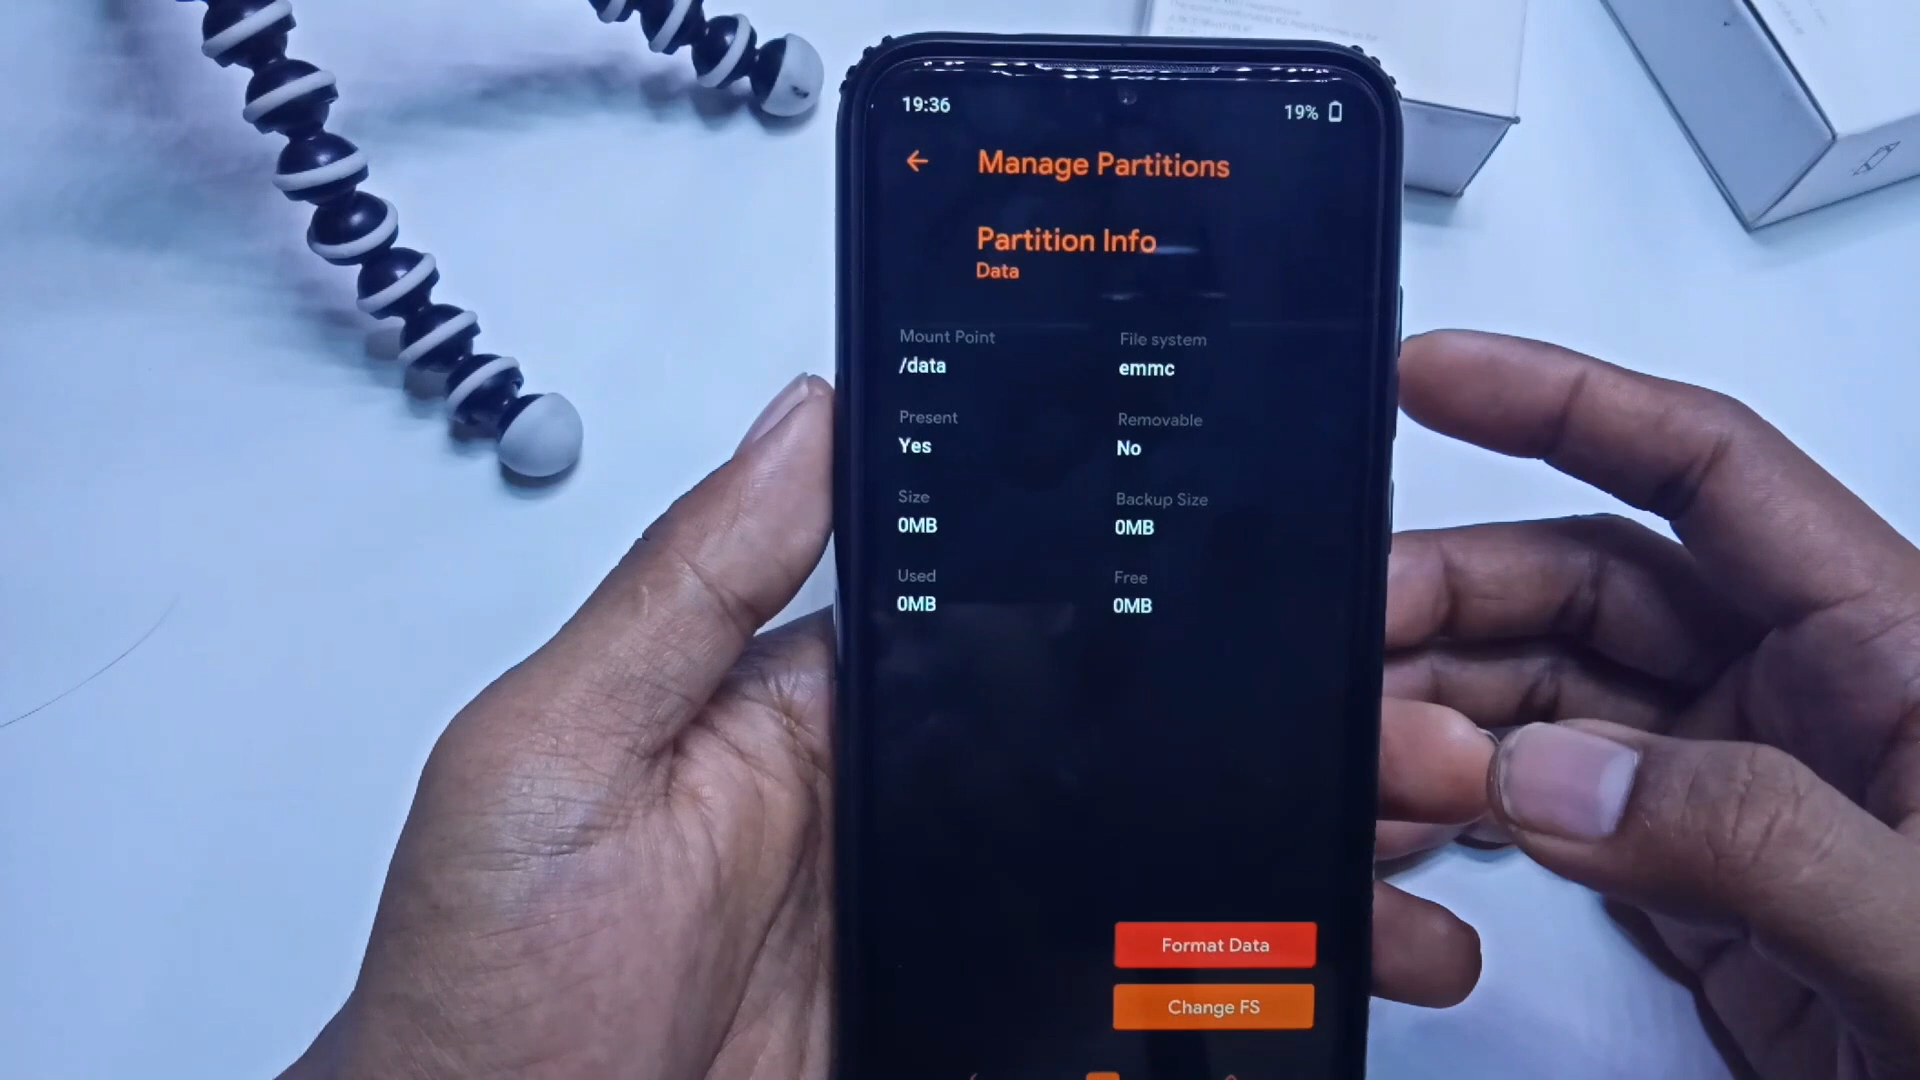 19:36 19%
Manage Partitions
Partition Info
Data
Mount Point File system
/data emmc
Present Removable
Yes No
Size Backup Size
0MB 0MB
Used Free
0MB 0MB
Format Data
Change FS